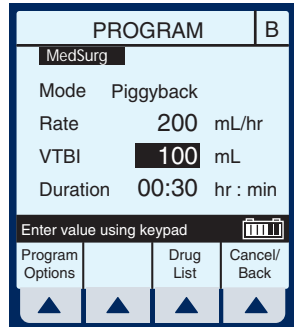 PROGRAM B
MedSurg
Mode Piggyback
Rate 200 mL/hr
VTBI 100 mL
Duration 00:30 hr : min
Enter value using keypad
Program Options
Drug List
Cancel/ Back